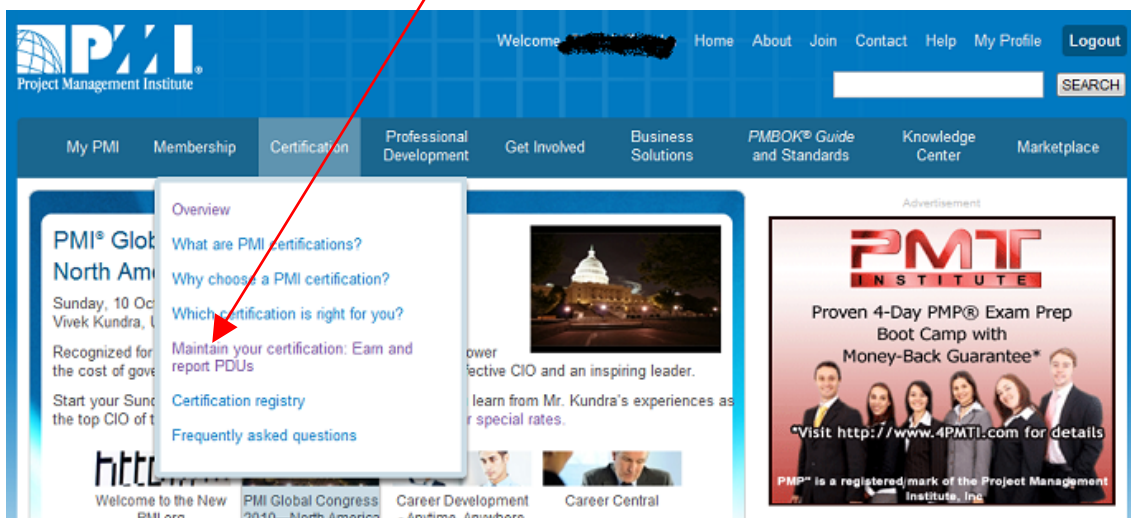 Welcome
Home About Join Contact Help My Profile Logout
PMI®
Project Management Institute
SEARCH
My PMI Membership Certification Professional Development Get Involved Business Solutions PMBOK® Guide and Standards Knowledge Center Marketplace
Overview
What are PMI certifications?
Why choose a PMI certification?
Which certification is right for you?
Maintain your certification: Earn and
report PDUs
Certification registry
Frequently asked questions
PMI® Glob
North Am
Sunday, 10 Oc
Vivek Kundra, U
Recognized for ower
the cost of gove fective CIO and an inspiring leader.
Start your Sund learn from Mr. Kundra's experiences as
the top CIO of t r special rates.
Welcome to the New
PMI.org
PMI Global Congress
2010 - North America
Career Development
- Anytime, Anywhere
Career Central
Advertisement
PMT
INSTITUTE
Proven 4-Day PMP® Exam Prep
Boot Camp with
Money-Back Guarantee*
*Visit http://www.4PMTI.com for details
PMP" is a registered mark of the Project Management
Institute, Inc